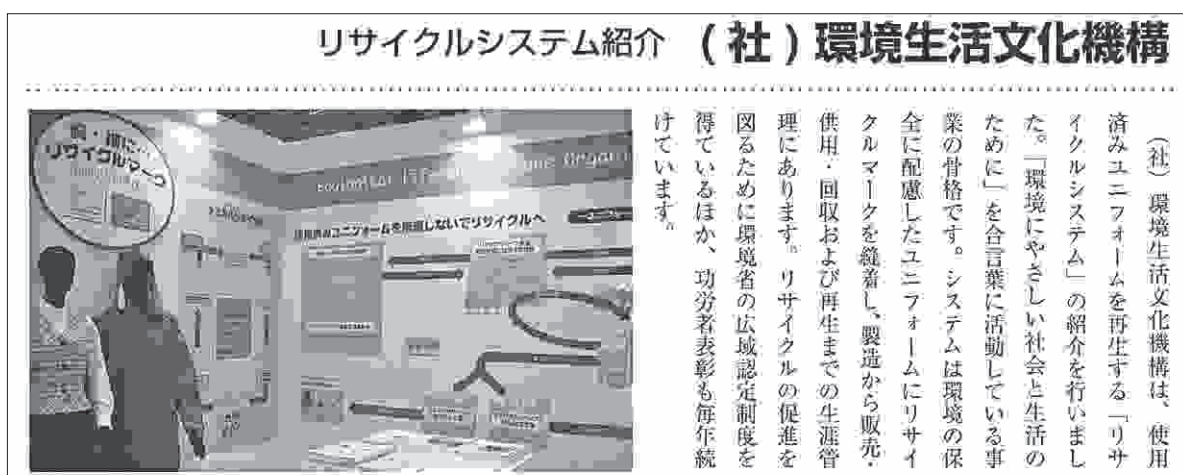 リサイクルシステム紹介 (社)環境生活文化機構
(社)環境生活文化機構は、使用
済みユニフォームを再生する「リサ
イクルシステム」の紹介を行いまし
た。「環境にやさしい社会と生活の
ために」を合言葉に活動している事
業の骨格です。システムは環境の保
全に配慮したユニフォームにリサイ
クルマークを縫着し、製造から販売・
供用・回収および再生までの生涯管
理にあります。リサイクルの促進を
図るために環境省の広域認定制度を
得ているほか、功労者表彰も毎年続
けています。
リサイクルマーク
ユニフォームを廃棄しないでリサイクルへ